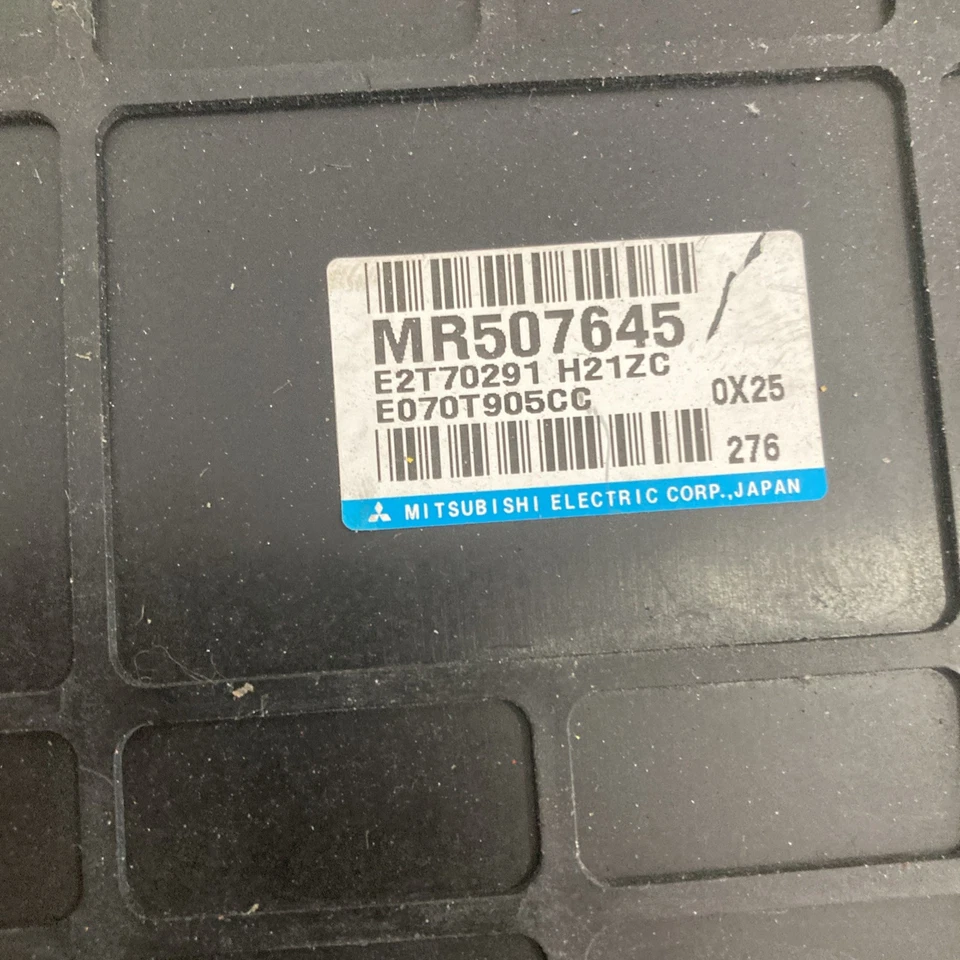 MR507645
E2T70291 H21ZC
E070T905CC 0X25
276
MITSUBISHI ELECTRIC CORP.,JAPAN